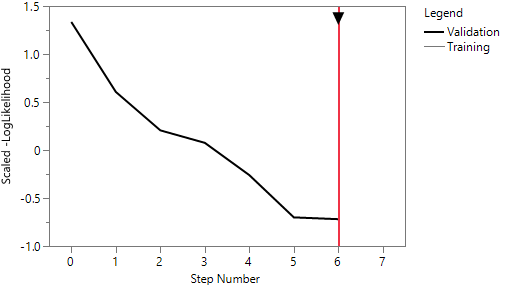 1.5
1.0
0.5
0
-0.5
-1.0
Scaled -LogLikelihood
0 1 2 3 4 5 6 7
Step Number
Legend
Validation
Training